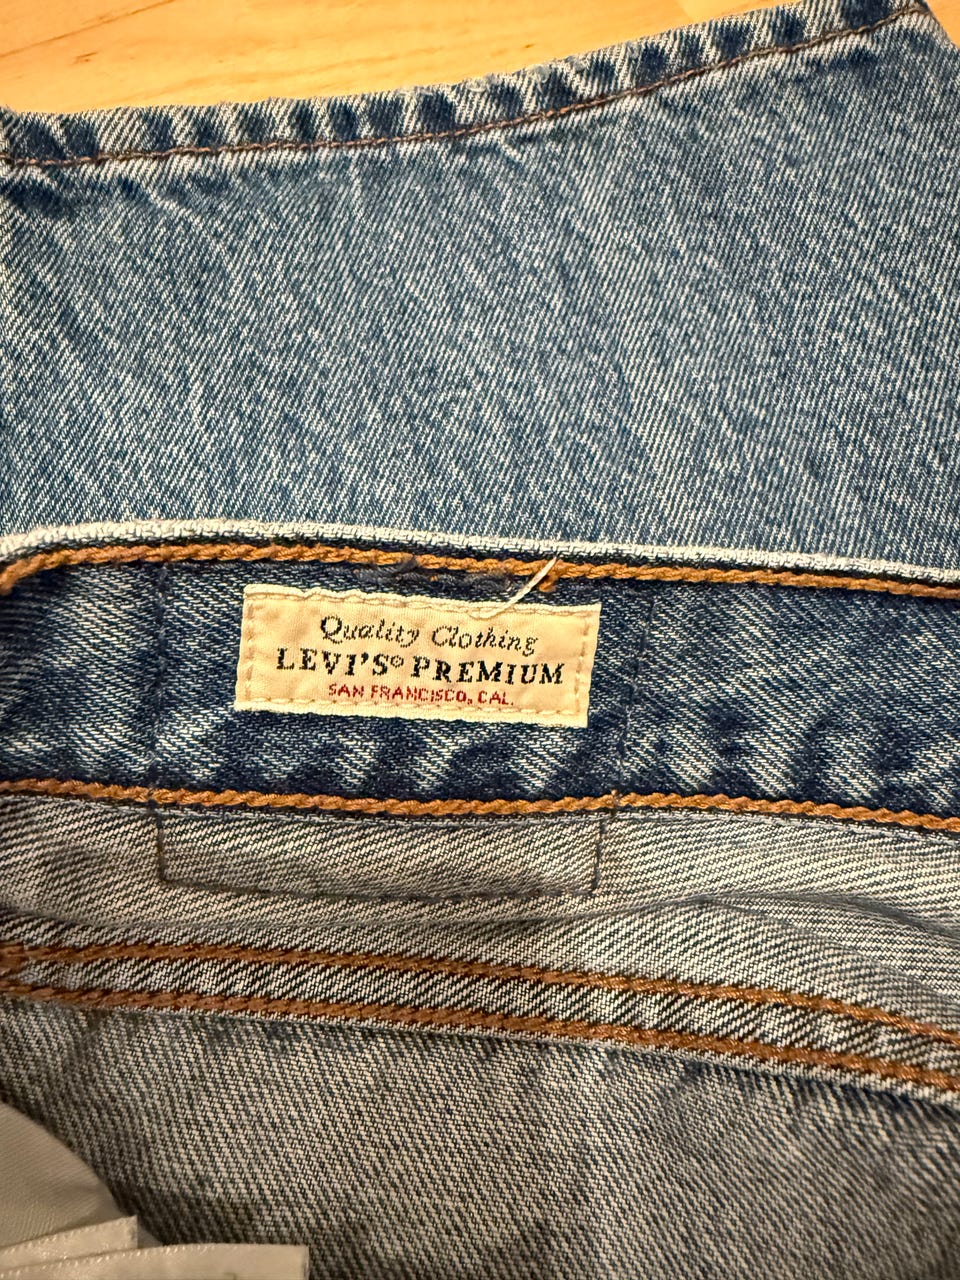 Quality Clothing
LEVI'S® PREMIUM
SAN FRANCISCO, CAL.